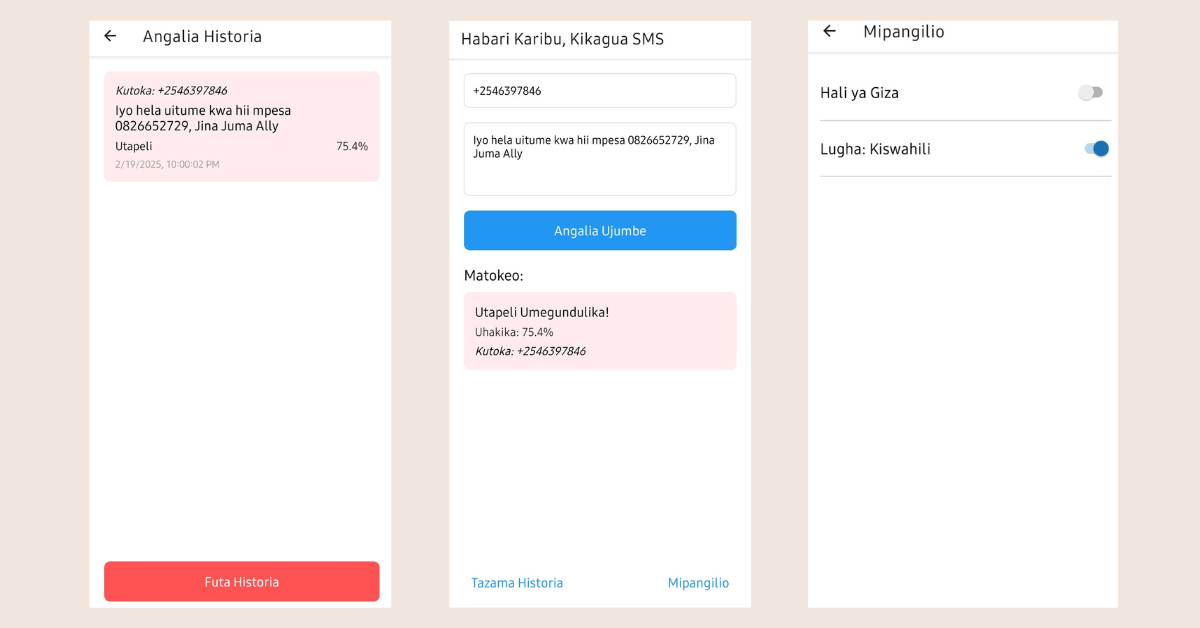 Angalia Historia
Kutoka: +2546397846
Iyo hela uitume kwa hii mpesa
0826652729, Jina Juma Ally
Utapeli 75.4%
2/19/2025, 10:00:02 PM
Futa Historia
Habari Karibu, Kikagua SMS
+2546397846
Iyo hela uitume kwa hii mpesa 0826652729, Jina
Juma Ally
Angalia Ujumbe
Matokeo:
Utapeli Umegundulika!
Uhakika: 75.4%
Kutoka: +2546397846
Tazama Historia Mipangilio
Mipangilio
Hali ya Giza
Lugha: Kiswahili